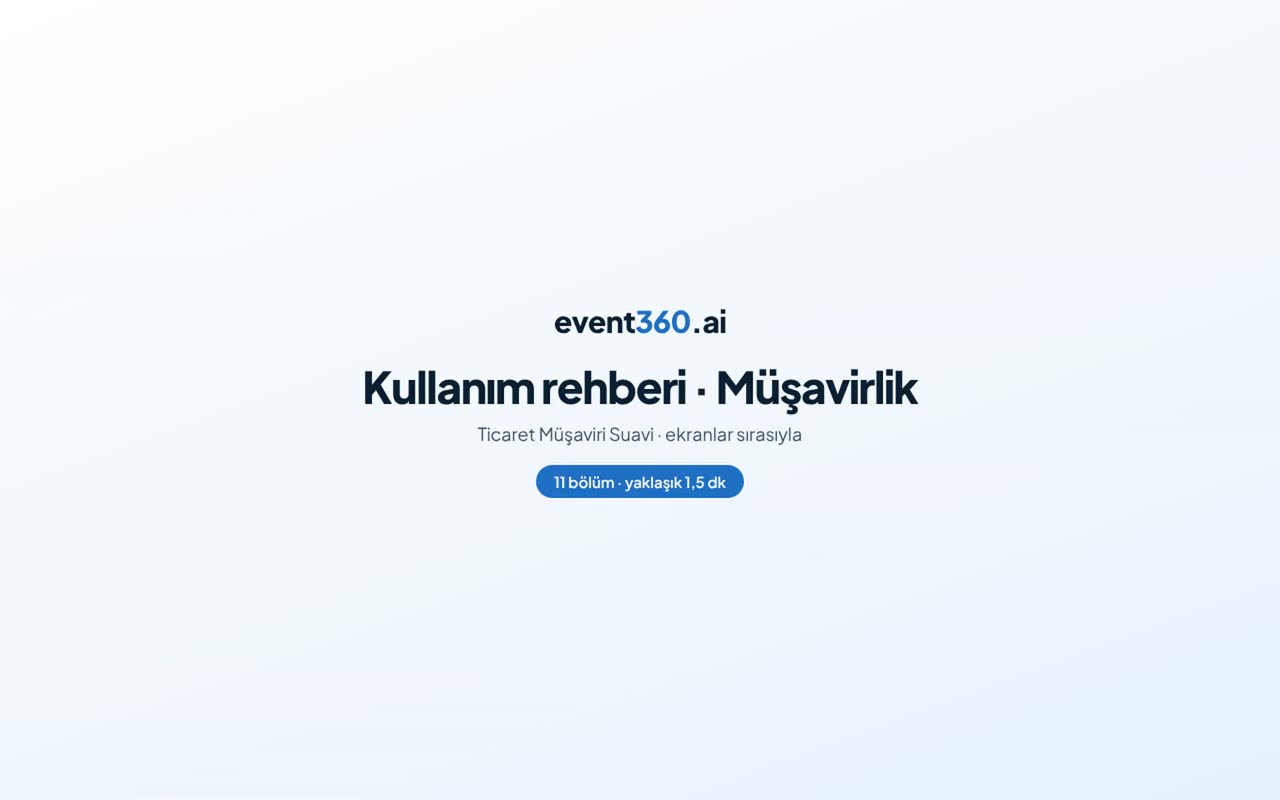 event360.ai
Kullanım rehberi · Müşavirlik
Ticaret Müşaviri Suavi · ekranlar sırasıyla
11 bölüm · yaklaşık 1,5 dk